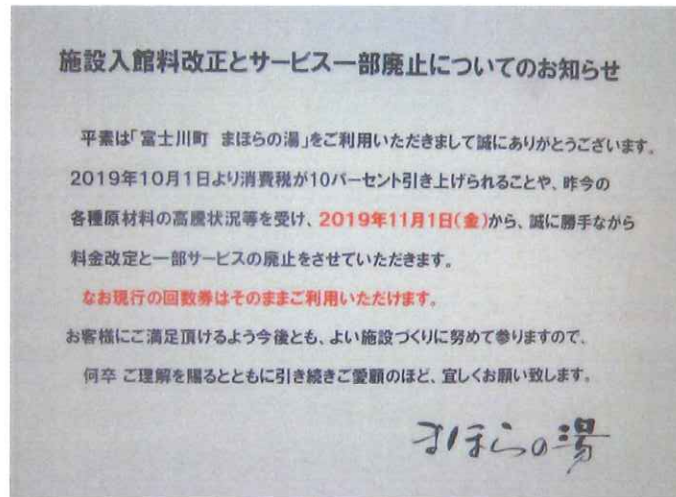 施設入館料改正とサービス一部廃止についてのお知らせ
平素は「富士川町 まほらの湯」をご利用いただきまして誠にありがとうございます。
2019年10月1日より消費税が10パーセント引き上げられることや、昨今の
各種原材料の高騰状況等を受け、2019年11月1日(金)から、誠に勝手ながら
料金改定と一部サービスの廃止をさせていただきます。
なお現行の回数券はそのままご利用いただけます。
お客様にご満足頂けるよう今後とも、よい施設づくりに努めて参りますので、
何卒 ご理解を賜るとともに引き続きご愛顧のほど、宜しくお願い致します。
まほらの湯